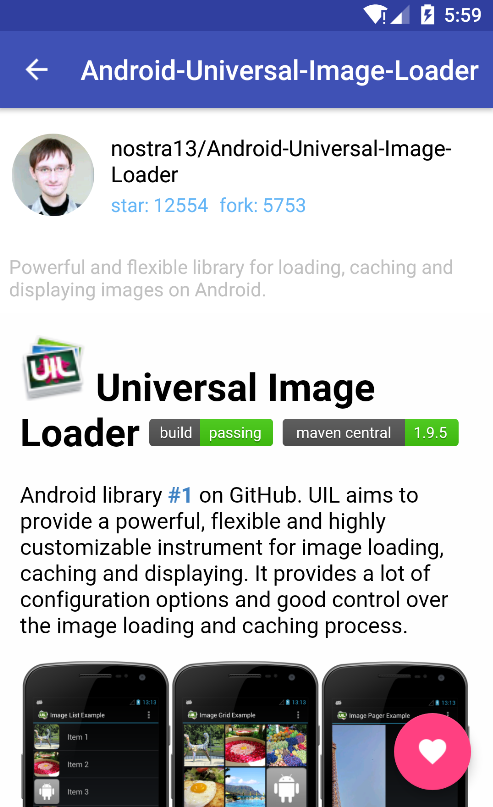 5:59
Android-Universal-Image-Loader
nostra13/Android-Universal-Image-
Loader
star: 12554 fork: 5753
Powerful and flexible library for loading, caching and
displaying images on Android.
UIL
Universal Image
Loader build passing maven central 1.9.5
Android library #1 on GitHub. UIL aims to
provide a powerful, flexible and highly
customizable instrument for image loading,
caching and displaying. It provides a lot of
configuration options and good control over
the image loading and caching process.
13:13 13:13 13:13
Image List Example Image Grid Example Image Pager Example
Item 1
Item 2
Item 3